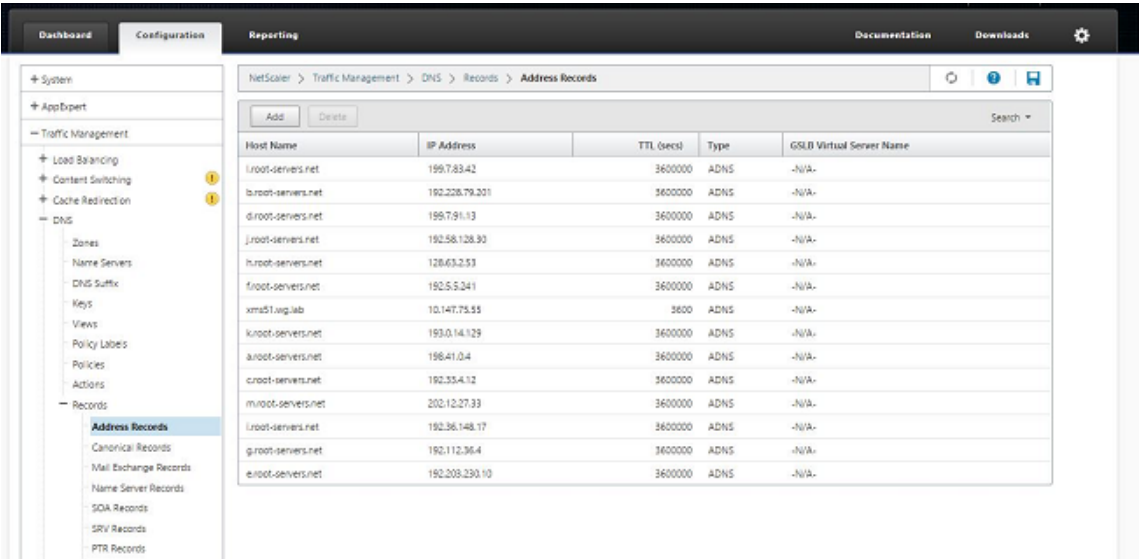 Dashboard Configuration Reporting Documentation Downloads
+ System
+ AppExpert
− Traffic Management
+ Load Balancing
+ Content Switching
+ Cache Redirection
− DNS
Zones
Name Servers
DNS Suffix
Keys
Views
Policy Labels
Policies
Actions
− Records
Address Records
Canonical Records
Mail Exchange Records
Name Server Records
SOA Records
SRV Records
PTR Records
NetScaler > Traffic Management > DNS > Records > Address Records
Add Delete Search
Host Name IP Address TTL (secs) Type GSLB Virtual Server Name
l.root-servers.net 199.7.83.42 3600000 ADNS -N/A-
b.root-servers.net 192.228.79.201 3600000 ADNS -N/A-
d.root-servers.net 199.7.91.13 3600000 ADNS -N/A-
j.root-servers.net 192.58.128.30 3600000 ADNS -N/A-
h.root-servers.net 128.63.2.53 3600000 ADNS -N/A-
f.root-servers.net 192.5.5.241 3600000 ADNS -N/A-
xms51.wg.lab 10.147.75.55 3600 ADNS -N/A-
k.root-servers.net 193.0.14.129 3600000 ADNS -N/A-
a.root-servers.net 198.41.0.4 3600000 ADNS -N/A-
c.root-servers.net 192.33.4.12 3600000 ADNS -N/A-
m.root-servers.net 202.12.27.33 3600000 ADNS -N/A-
i.root-servers.net 192.36.148.17 3600000 ADNS -N/A-
g.root-servers.net 192.112.36.4 3600000 ADNS -N/A-
e.root-servers.net 192.203.230.10 3600000 ADNS -N/A-